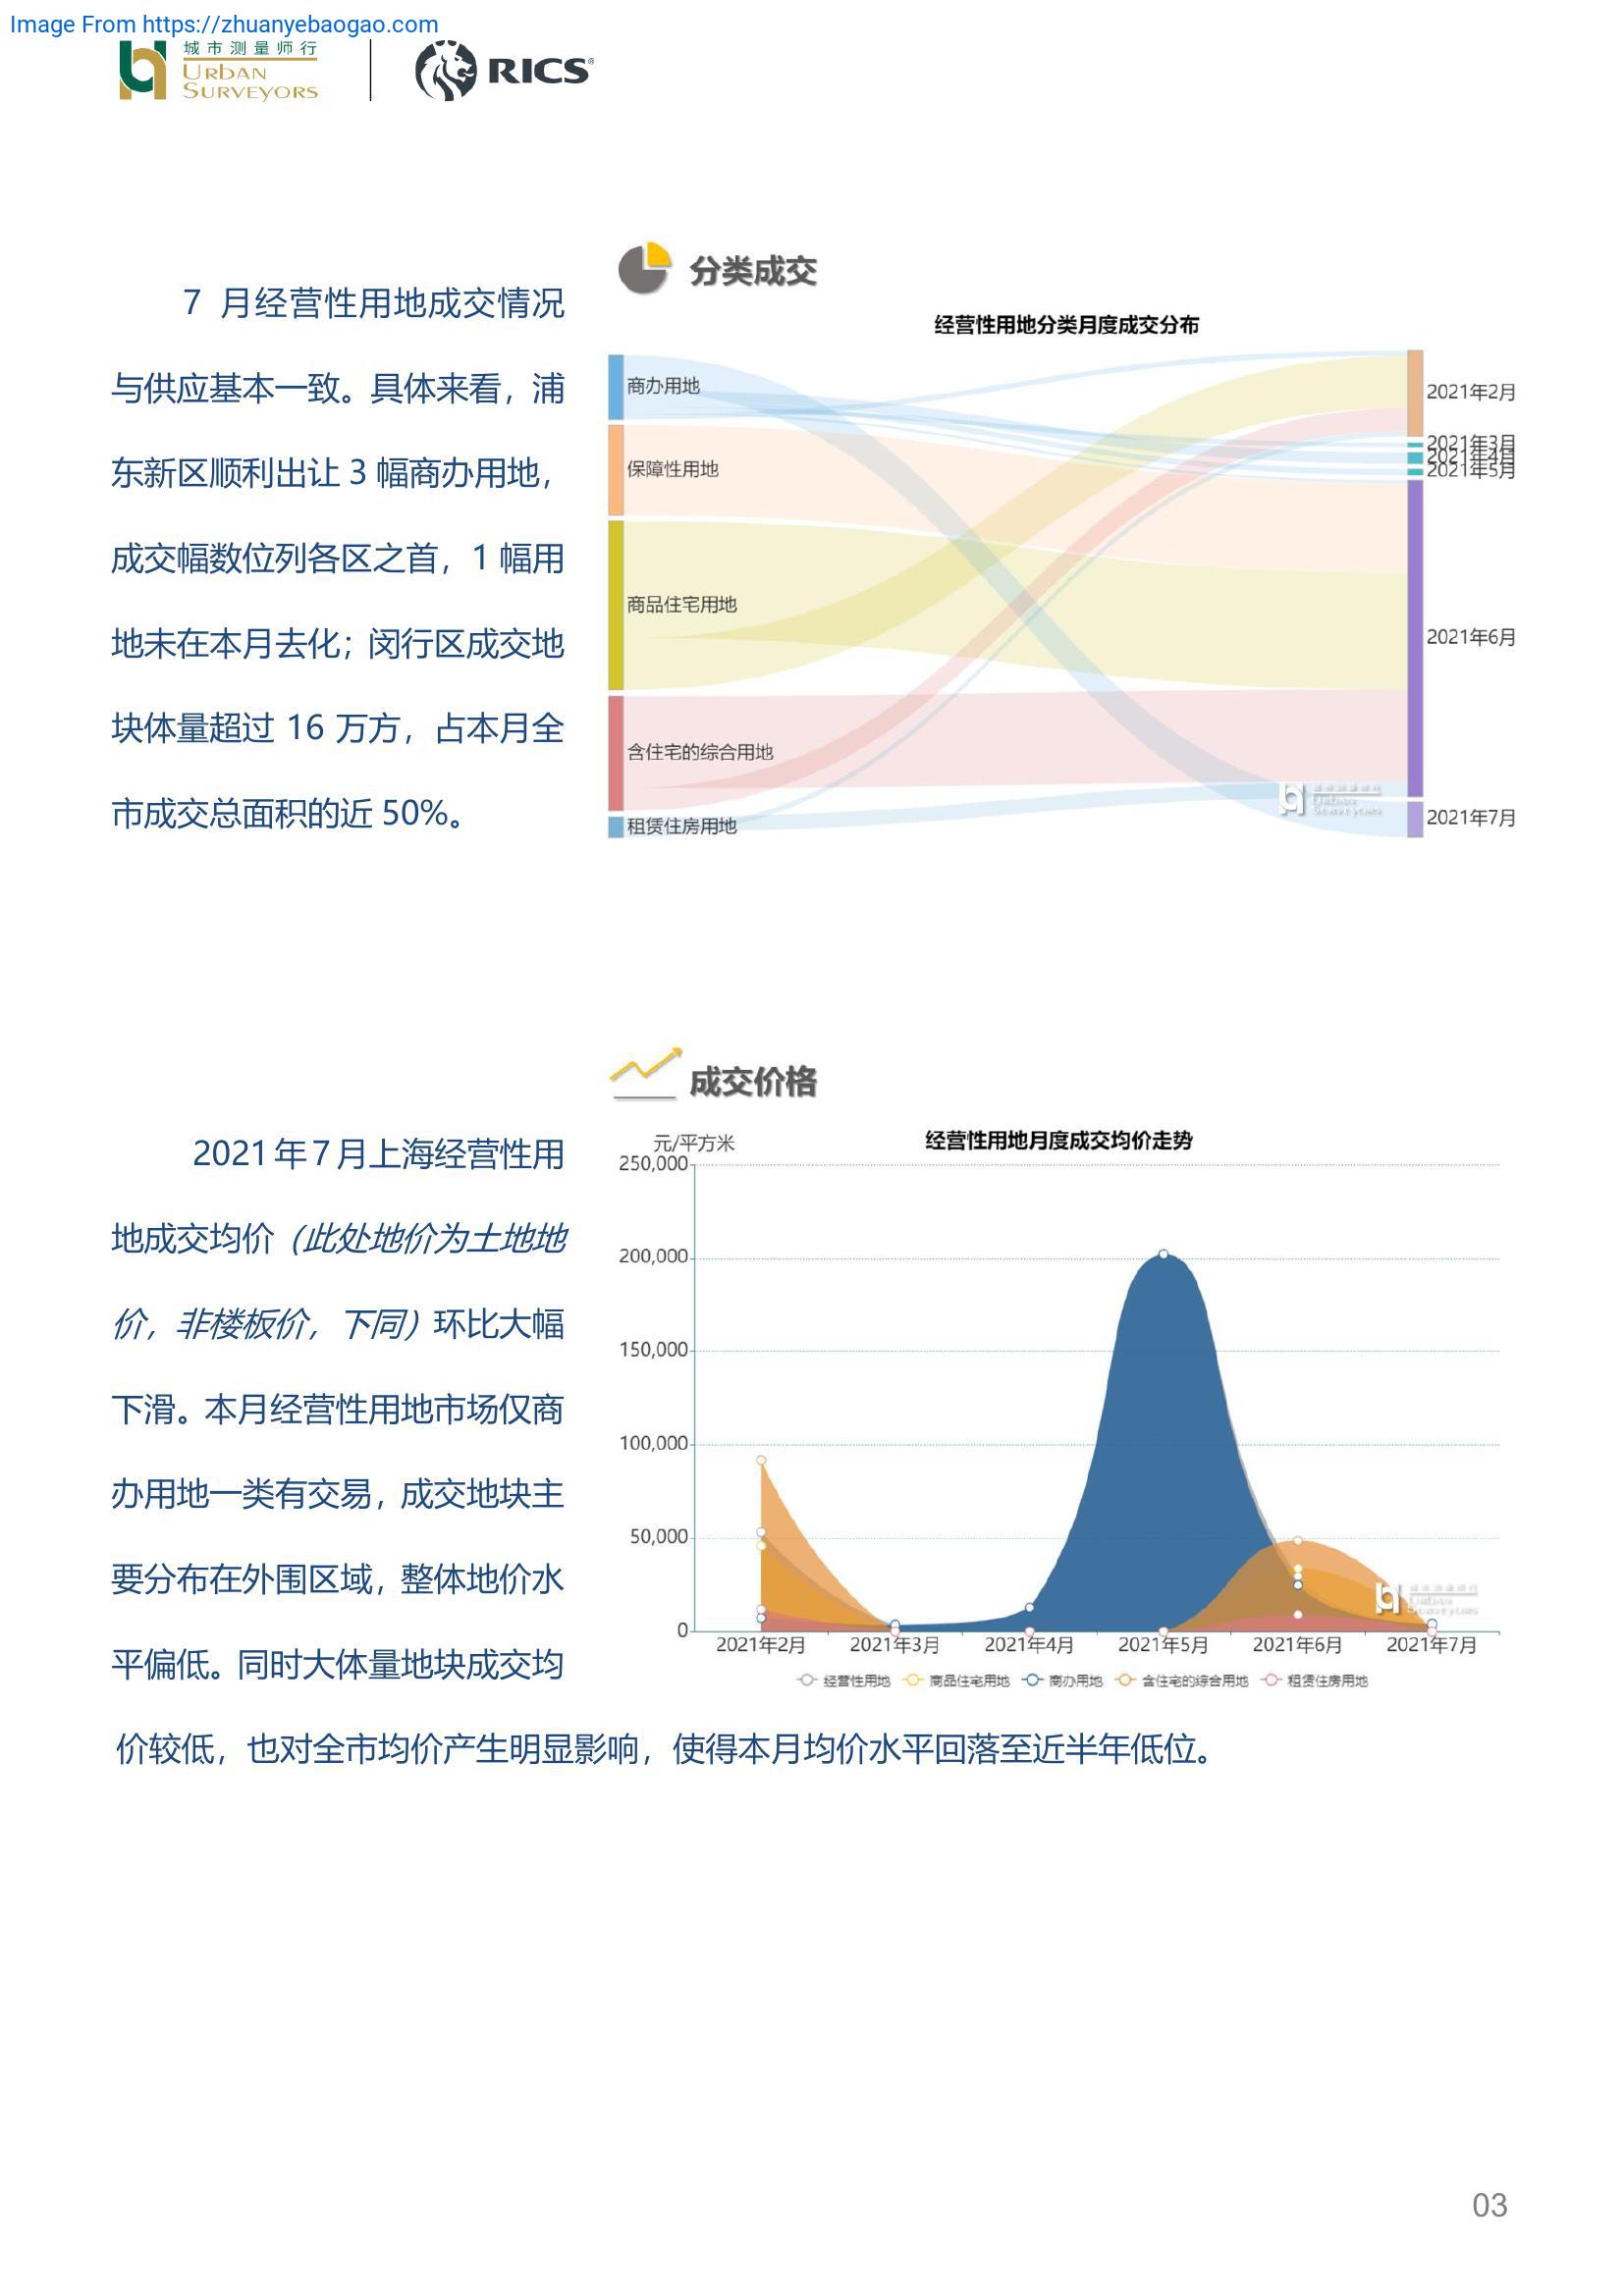 Image From https://zhuanyebaogao.com
城市测量师行
URBAN
SURVEYORS
RICS®
分类成交
7 月经营性用地成交情况
与供应基本一致。具体来看，浦
东新区顺利出让 3 幅商办用地，
成交幅数位列各区之首，1 幅用
地未在本月去化；闵行区成交地
块体量超过 16 万方，占本月全
市成交总面积的近 50%。
经营性用地分类月度成交分布
商办用地
保障性用地
商品住宅用地
含住宅的综合用地
租赁住房用地
2021年2月
2021年3月
2021年4月
2021年5月
2021年6月
2021年7月
城市测量师行
Urban
Surveyors
成交价格
2021 年 7 月上海经营性用
地成交均价（此处地价为土地地
价，非楼板价，下同）环比大幅
下滑。本月经营性用地市场仅商
办用地一类有交易，成交地块主
要分布在外围区域，整体地价水
平偏低。同时大体量地块成交均
价较低，也对全市均价产生明显影响，使得本月均价水平回落至近半年低位。
经营性用地月度成交均价走势
元/平方米
250,000
200,000
150,000
100,000
50,000
0
2021年2月 2021年3月 2021年4月 2021年5月 2021年6月 2021年7月
城市测量师行
Urban
Surveyors
经营性用地 商品住宅用地 商办用地 含住宅的综合用地 租赁住房用地
03